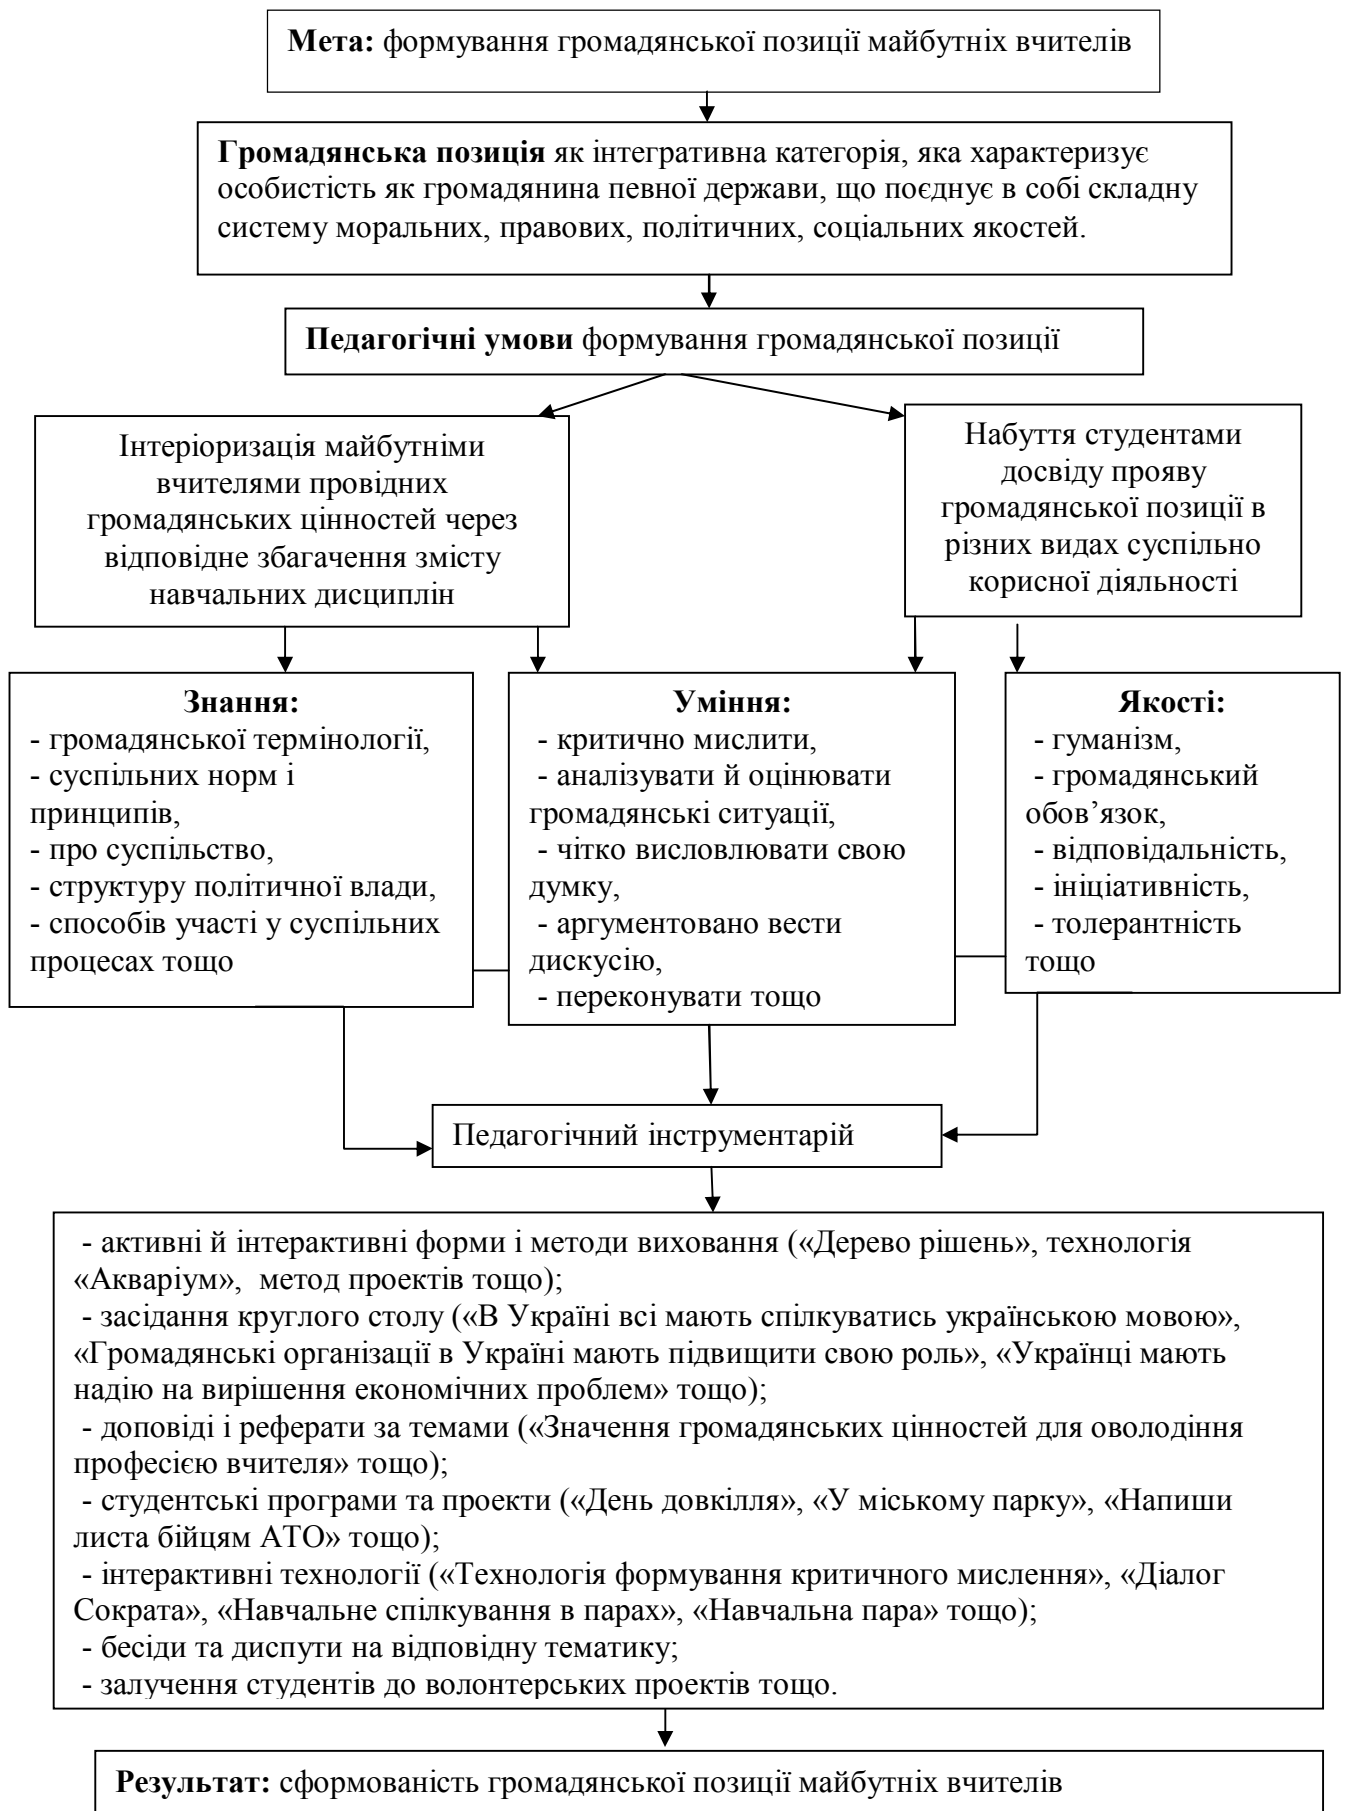 Мета: формування громадянської позиції майбутніх вчителів
Громадянська позиція як інтегративна категорія, яка характеризує
особистість як громадянина певної держави, що поєднує в собі складну
систему моральних, правових, політичних, соціальних якостей.
Педагогічні умови формування громадянської позиції
Інтеріоризація майбутніми
вчителями провідних
громадянських цінностей через
відповідне збагачення змісту
навчальних дисциплін
Набуття студентами
досвіду прояву
громадянської позиції в
різних видах суспільно
корисної діяльності
Знання:
- громадянської термінології,
- суспільних норм і
принципів,
- про суспільство,
- структуру політичної влади,
- способів участі у суспільних
процесах тощо
Уміння:
- критично мислити,
- аналізувати й оцінювати
громадянські ситуації,
- чітко висловлювати свою
думку,
- аргументовано вести
дискусію,
- переконувати тощо
Якості:
- гуманізм,
- громадянський
обов’язок,
- відповідальність,
- ініціативність,
- толерантність
тощо
Педагогічний інструментарій
- активні й інтерактивні форми і методи виховання («Дерево рішень», технологія
«Акваріум», метод проектів тощо);
- засідання круглого столу («В Україні всі мають спілкуватись українською мовою»,
«Громадянські організації в Україні мають підвищити свою роль», «Українці мають
надію на вирішення економічних проблем» тощо);
- доповіді і реферати за темами («Значення громадянських цінностей для оволодіння
професією вчителя» тощо);
- студентські програми та проекти («День довкілля», «У міському парку», «Напиши
листа бійцям АТО» тощо);
- інтерактивні технології («Технологія формування критичного мислення», «Діалог
Сократа», «Навчальне спілкування в парах», «Навчальна пара» тощо);
- бесіди та диспути на відповідну тематику;
- залучення студентів до волонтерських проектів тощо.
Результат: сформованість громадянської позиції майбутніх вчителів